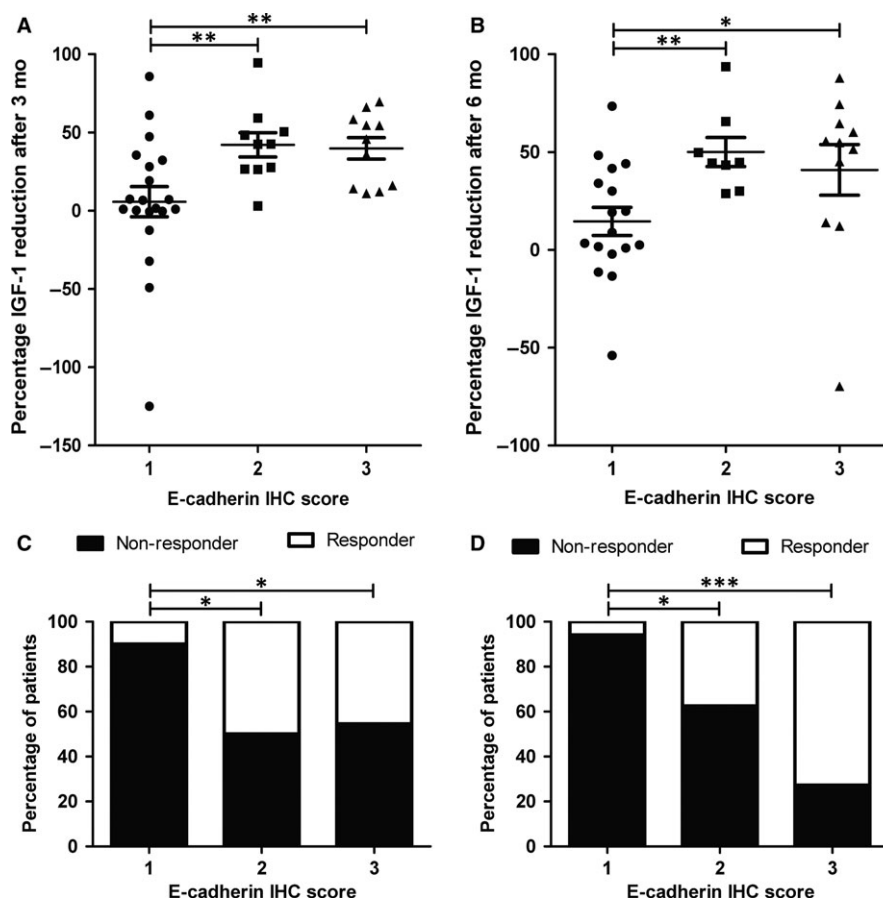 A
**
**
Percentage IGF-1 reduction after 3 mo
100
50
0
–50
–100
–150
1 2 3
E-cadherin IHC score
B
*
**
Percentage IGF-1 reduction after 6 mo
100
50
0
–50
–100
1 2 3
E-cadherin IHC score
C
Non-responder Responder
*
*
Percentage of patients
100
80
60
40
20
0
1 2 3
E-cadherin IHC score
D
Non-responder Responder
***
*
Percentage of patients
100
80
60
40
20
0
1 2 3
E-cadherin IHC score